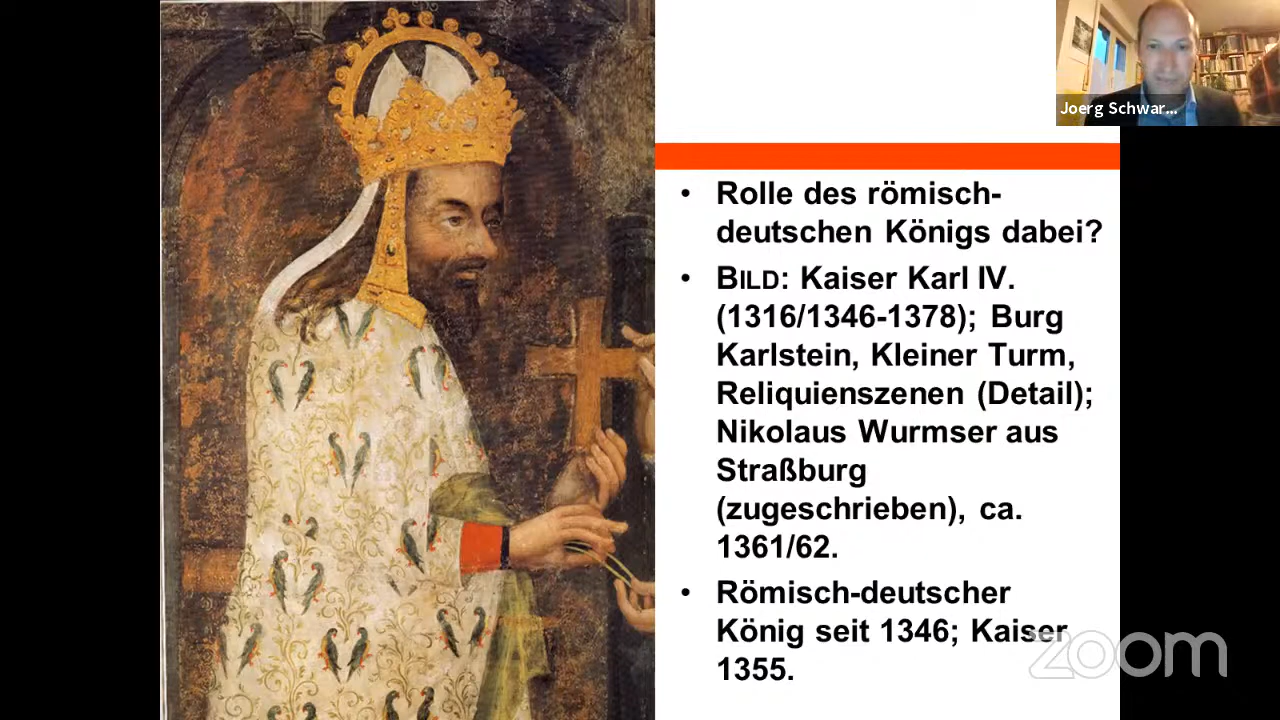 Joerg Schwar...
• Rolle des römisch-
deutschen Königs dabei?
• BILD: Kaiser Karl IV.
(1316/1346-1378); Burg
Karlstein, Kleiner Turm,
Reliquienszenen (Detail);
Nikolaus Wurmser aus
Straßburg
(zugeschrieben), ca.
1361/62.
• Römisch-deutscher
König seit 1346; Kaiser
1355.
zoom